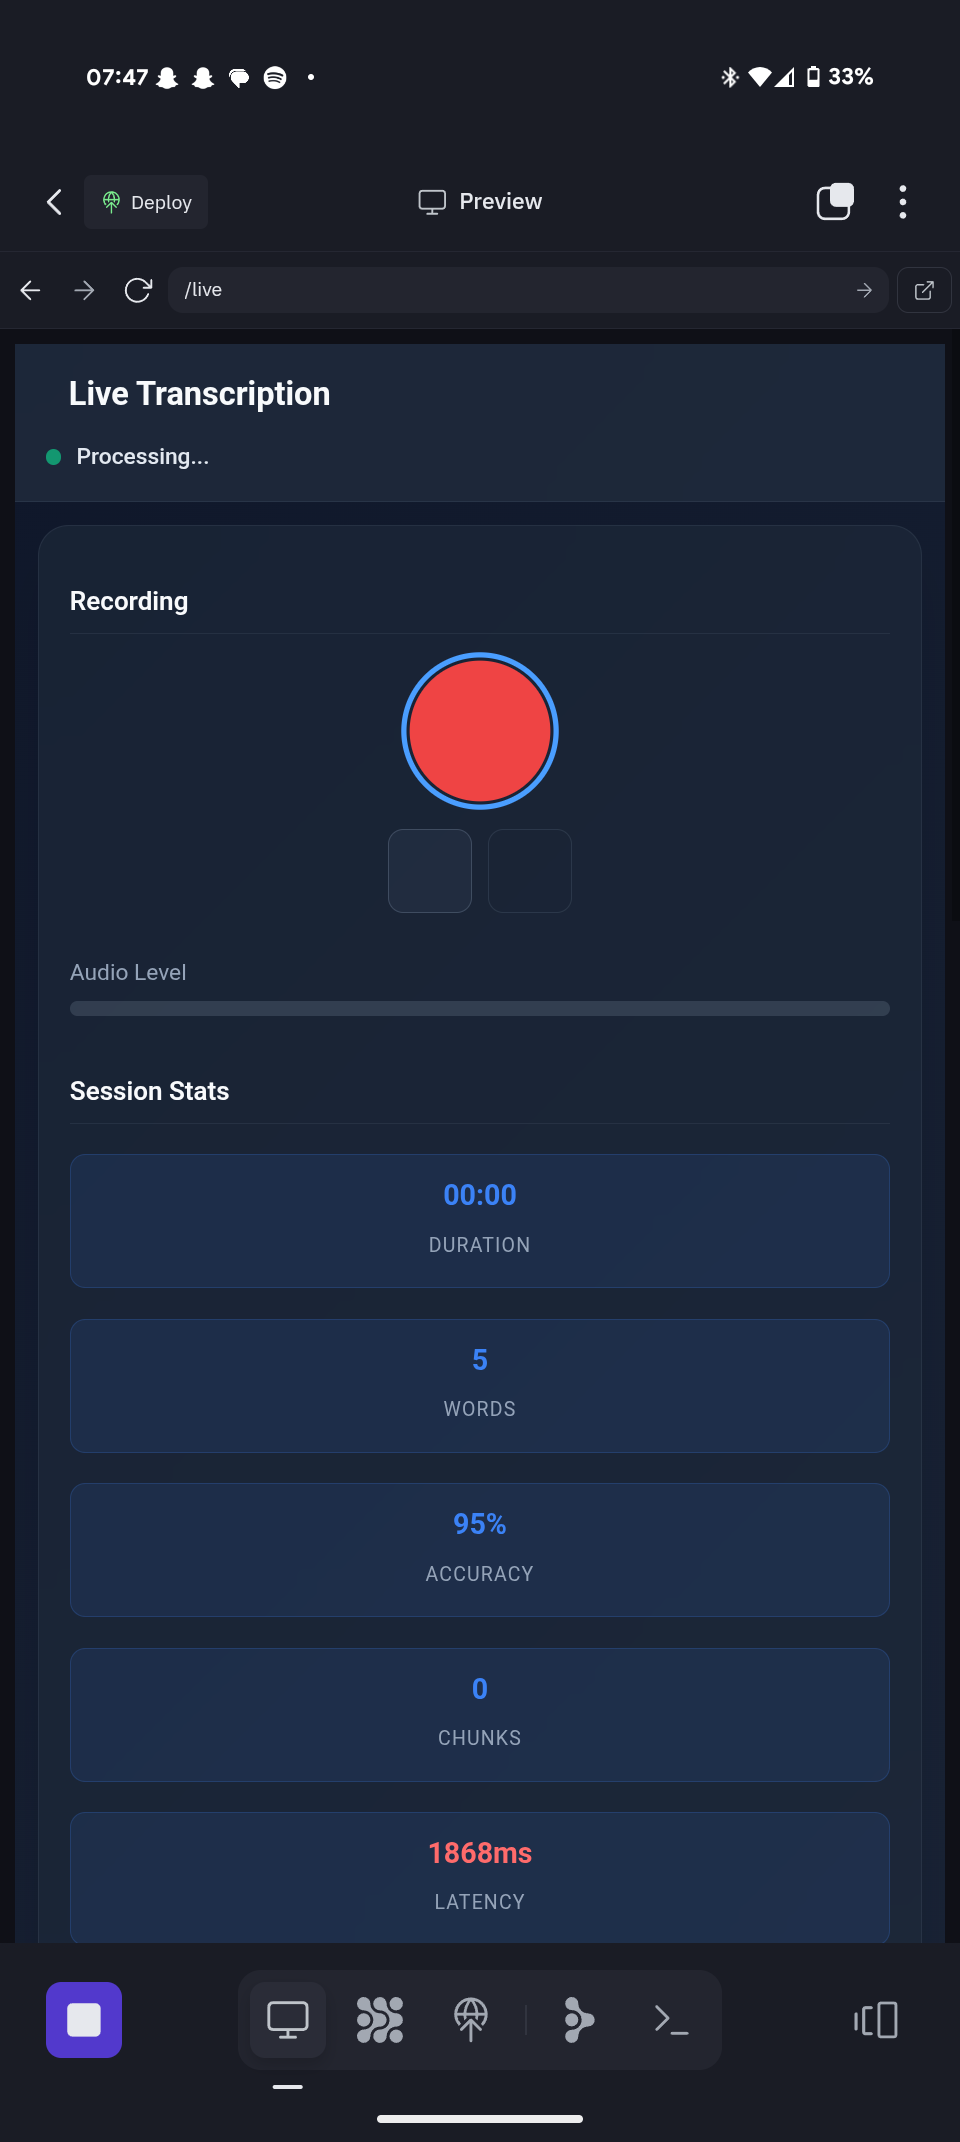 07:47
33%
Deploy
Preview
/live
Live Transcription
Processing...
Recording
Audio Level
Session Stats
00:00
DURATION
5
WORDS
95%
ACCURACY
0
CHUNKS
1868ms
LATENCY